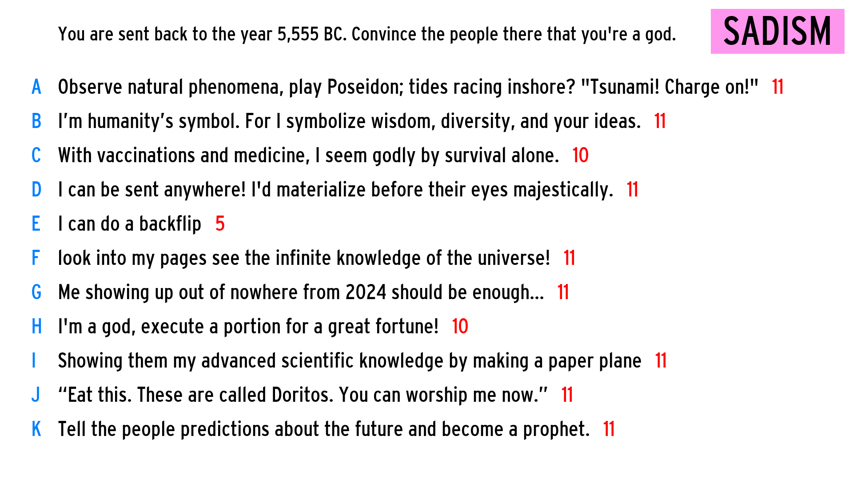 You are sent back to the year 5,555 BC. Convince the people there that you're a god.
SADISM
A Observe natural phenomena, play Poseidon; tides racing inshore? "Tsunami! Charge on!" 11
B I’m humanity’s symbol. For I symbolize wisdom, diversity, and your ideas. 11
C With vaccinations and medicine, I seem godly by survival alone. 10
D I can be sent anywhere! I'd materialize before their eyes majestically. 11
E I can do a backflip 5
F look into my pages see the infinite knowledge of the universe! 11
G Me showing up out of nowhere from 2024 should be enough... 11
H I'm a god, execute a portion for a great fortune! 10
I Showing them my advanced scientific knowledge by making a paper plane 11
J “Eat this. These are called Doritos. You can worship me now.” 11
K Tell the people predictions about the future and become a prophet. 11